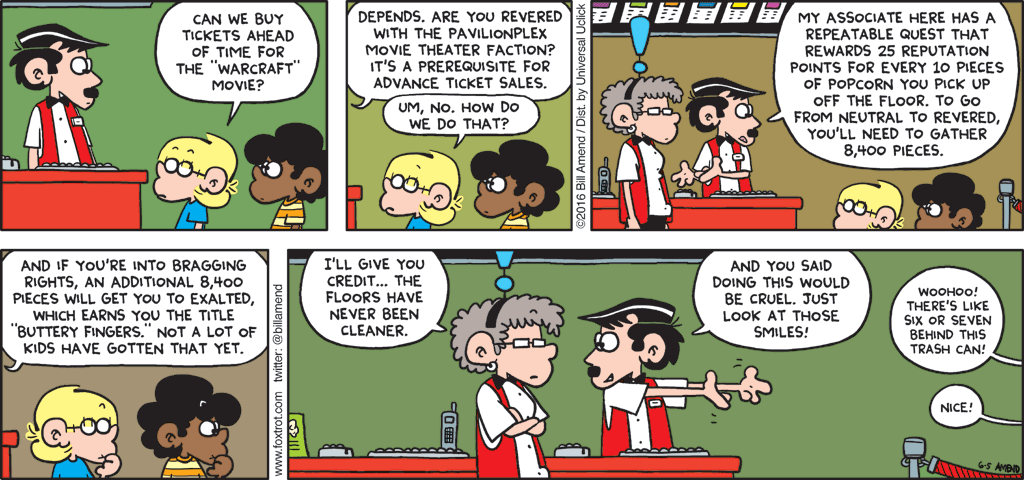 CAN WE BUY
TICKETS AHEAD
OF TIME FOR
THE "WARCRAFT"
MOVIE?
DEPENDS. ARE YOU REVERED
WITH THE PAVILIONPLEX
MOVIE THEATER FACTION?
IT'S A PREREQUISITE FOR
ADVANCE TICKET SALES.
UM, NO. HOW DO
WE DO THAT?
©2016 Bill Amend / Dist. by Universal Uclick
MY ASSOCIATE HERE HAS A
REPEATABLE QUEST THAT
REWARDS 25 REPUTATION
POINTS FOR EVERY 10 PIECES
OF POPCORN YOU PICK UP
OFF THE FLOOR. TO GO
FROM NEUTRAL TO REVERED,
YOU'LL NEED TO GATHER
8,400 PIECES.
!
AND IF YOU'RE INTO BRAGGING
RIGHTS, AN ADDITIONAL 8,400
PIECES WILL GET YOU TO EXALTED,
WHICH EARNS YOU THE TITLE
"BUTTERY FINGERS." NOT A LOT OF
KIDS HAVE GOTTEN THAT YET.
www.foxtrot.com twitter: @billamend
I'LL GIVE YOU
CREDIT... THE
FLOORS HAVE
NEVER BEEN
CLEANER.
AND YOU SAID
DOING THIS WOULD
BE CRUEL. JUST
LOOK AT THOSE
SMILES!
WOOHOO!
THERE'S LIKE
SIX OR SEVEN
BEHIND THIS
TRASH CAN!
NICE!
6-5 AMEND